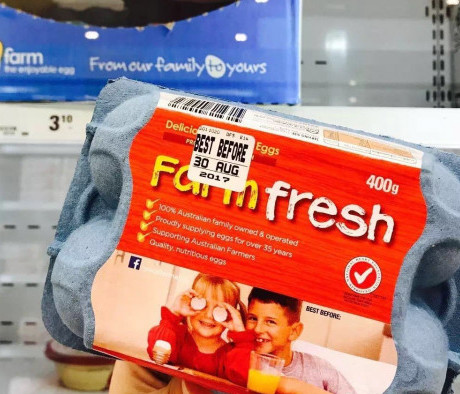 farm
the enjoyable egg
From our family to yours
3 10
Delicio Eggs
BEST BEFORE
30 AUG
2017
Farm fresh
400g
100% Australian family owned & operated
Proudly supplying eggs for over 35 years
Supporting Australian Farmers
Quality, nutritious eggs
f
BEST BEFORE: